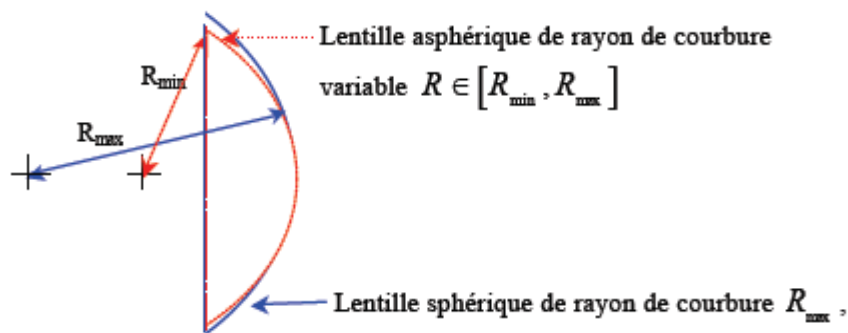 Lentille asphérique de rayon de courbure
variable R ∈ [R_min , R_max]
R_min
R_max
Lentille sphérique de rayon de courbure R_max ,